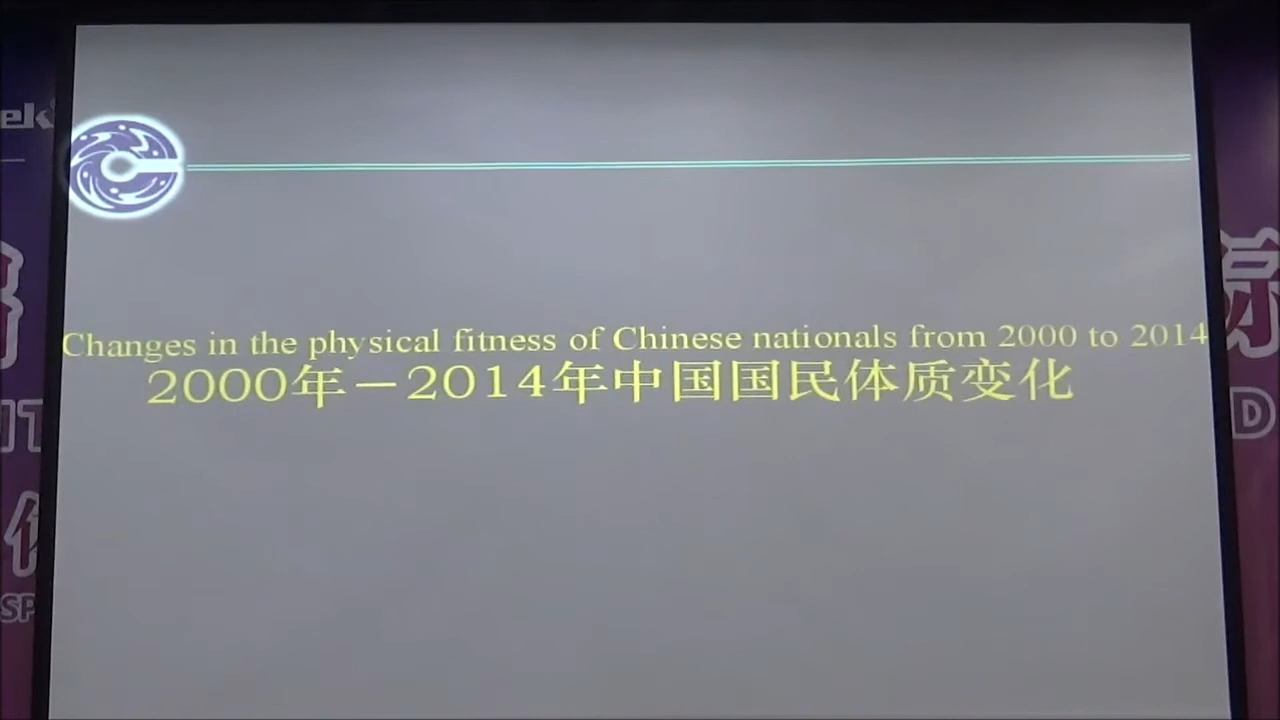 Changes in the physical fitness of Chinese nationals from 2000 to 2014
2000年－2014年中国国民体质变化